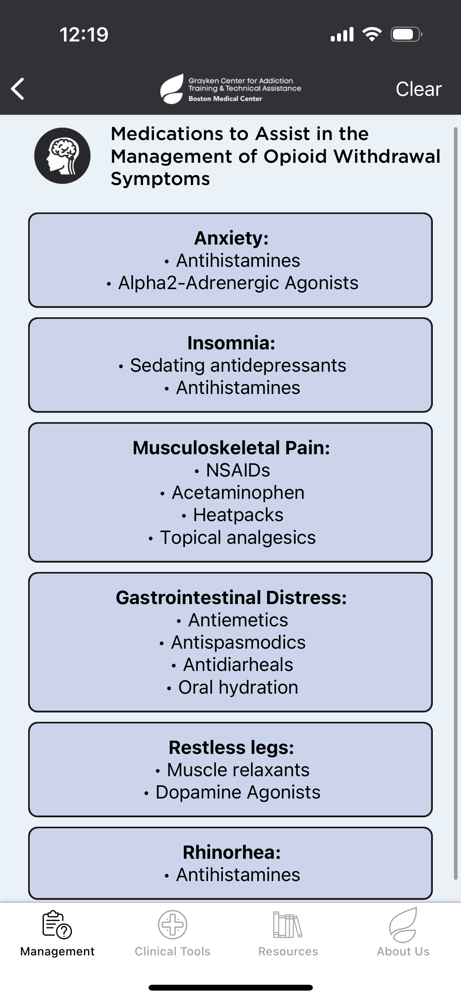 12:19
Grayken Center for Addiction
Training & Technical Assistance
Boston Medical Center
Clear
Medications to Assist in the
Management of Opioid Withdrawal
Symptoms
Anxiety:
• Antihistamines
• Alpha2-Adrenergic Agonists
Insomnia:
• Sedating antidepressants
• Antihistamines
Musculoskeletal Pain:
• NSAIDs
• Acetaminophen
• Heatpacks
• Topical analgesics
Gastrointestinal Distress:
• Antiemetics
• Antispasmodics
• Antidiarheals
• Oral hydration
Restless legs:
• Muscle relaxants
• Dopamine Agonists
Rhinorhea:
• Antihistamines
Management
Clinical Tools
Resources
About Us